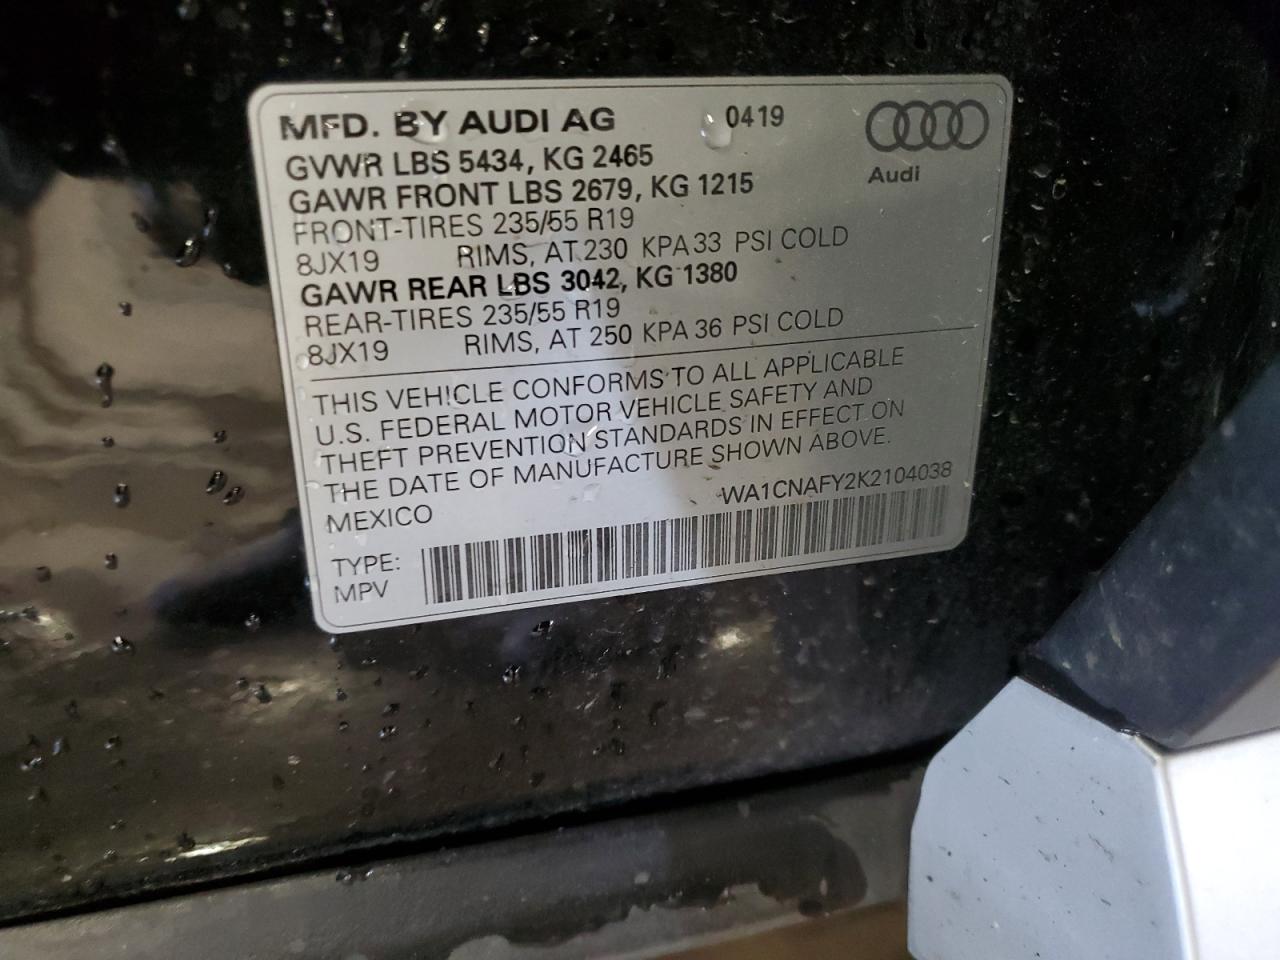 MFD. BY AUDI AG 0419
GVWR LBS 5434, KG 2465
Audi
GAWR FRONT LBS 2679, KG 1215
FRONT-TIRES 235/55 R19
8JX19 RIMS, AT 230 KPA 33 PSI COLD
GAWR REAR LBS 3042, KG 1380
REAR-TIRES 235/55 R19
8JX19 RIMS, AT 250 KPA 36 PSI COLD
THIS VEHICLE CONFORMS TO ALL APPLICABLE
U.S. FEDERAL MOTOR VEHICLE SAFETY AND
THEFT PREVENTION STANDARDS IN EFFECT ON
THE DATE OF MANUFACTURE SHOWN ABOVE.
MEXICO WA1CNAFY2K2104038
TYPE:
MPV